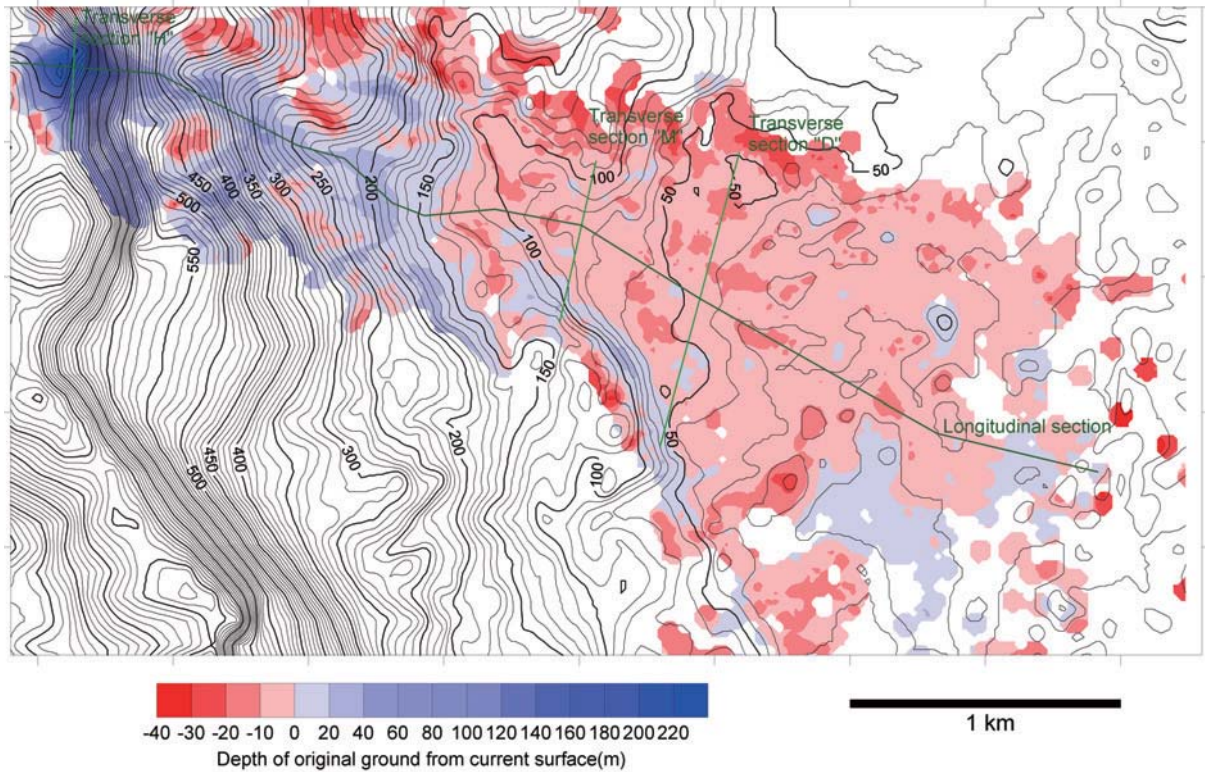 Transverse
section "H"
Transverse
section "M"
Transverse
section "D"
50
100
50
50
150
200
250
300
350
400
450
500
550
100
150
50
Longitudinal section
100
200
300
400
450
500
-40 -30 -20 -10 0 20 40 60 80 100 120 140 160 180 200 220
Depth of original ground from current surface(m)
1 km